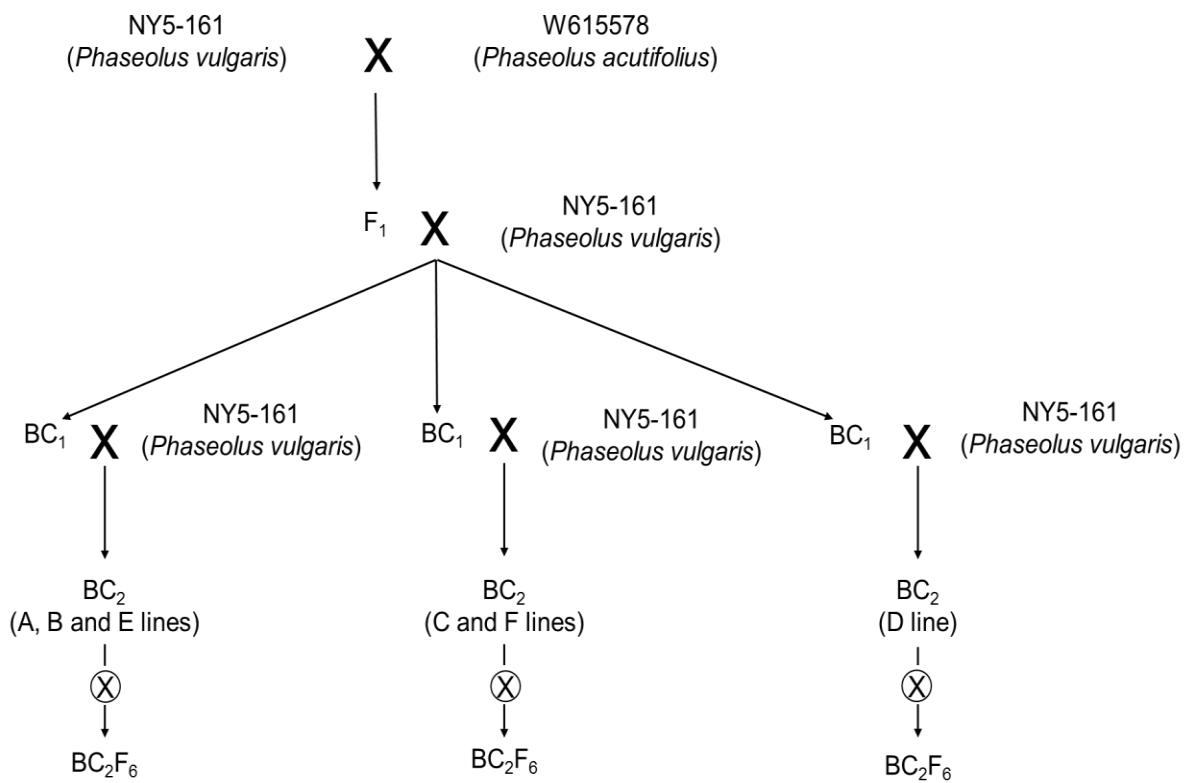 NY5-161
(Phaseolus vulgaris)
X
W615578
(Phaseolus acutifolius)
F1
X
NY5-161
(Phaseolus vulgaris)
BC1
X
NY5-161
(Phaseolus vulgaris)
BC1
X
NY5-161
(Phaseolus vulgaris)
BC1
X
NY5-161
(Phaseolus vulgaris)
BC2
(A, B and E lines)
X
BC2F6
BC2
(C and F lines)
X
BC2F6
BC2
(D line)
X
BC2F6